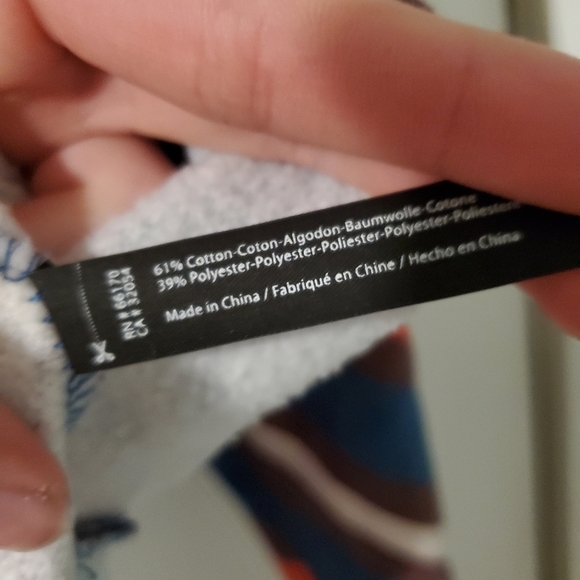 61% Cotton-Coton-Algodon-Baumwolle-Cotone
39% Polyester-Polyester-Poliester-Polyester-Poliestere
Made in China / Fabriqué en Chine / Hecho en China
RN # 66170
CA # 33054